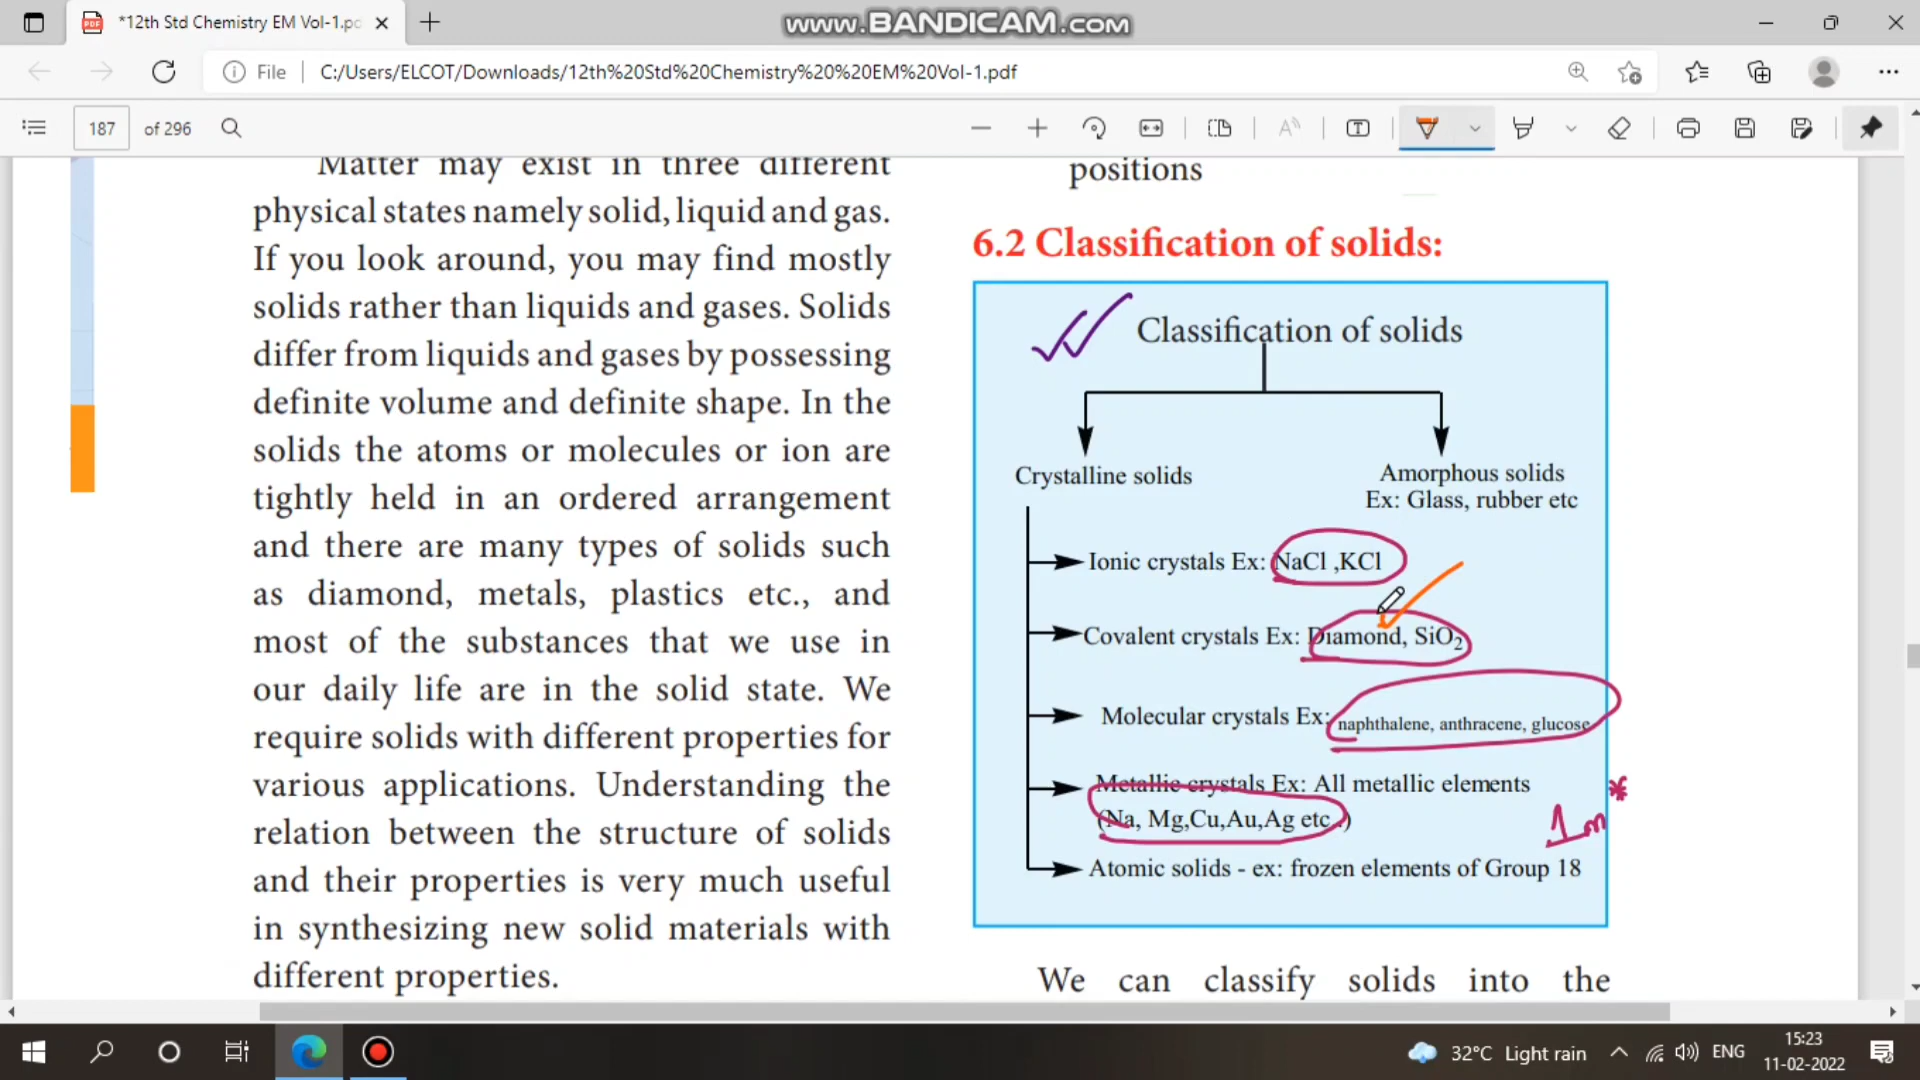 *12th Std Chemistry EM Vol-1.pd
www.BANDICAM.com
File
C:/Users/ELCOT/Downloads/12th%20Std%20Chemistry%20%20EM%20Vol-1.pdf
187 of 296
Matter may exist in three different
physical states namely solid, liquid and gas.
If you look around, you may find mostly
solids rather than liquids and gases. Solids
differ from liquids and gases by possessing
definite volume and definite shape. In the
solids the atoms or molecules or ion are
tightly held in an ordered arrangement
and there are many types of solids such
as diamond, metals, plastics etc., and
most of the substances that we use in
our daily life are in the solid state. We
require solids with different properties for
various applications. Understanding the
relation between the structure of solids
and their properties is very much useful
in synthesizing new solid materials with
different properties.
positions
6.2 Classification of solids:
Classification of solids
Crystalline solids
Amorphous solids
Ex: Glass, rubber etc
Ionic crystals Ex: NaCl ,KCl
Covalent crystals Ex: Diamond, SiO₂
Molecular crystals Ex: naphthalene, anthracene, glucose
Metallic crystals Ex: All metallic elements
(Na, Mg,Cu,Au,Ag etc..)
*
1m
Atomic solids - ex: frozen elements of Group 18
We can classify solids into the
32°C Light rain
ENG
15:23
11-02-2022